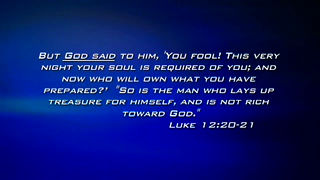 But God said to him, 'You fool! This very
night your soul is required of you; and
now who will own what you have
prepared?' "So is the man who lays up
treasure for himself, and is not rich
toward God."
Luke 12:20-21